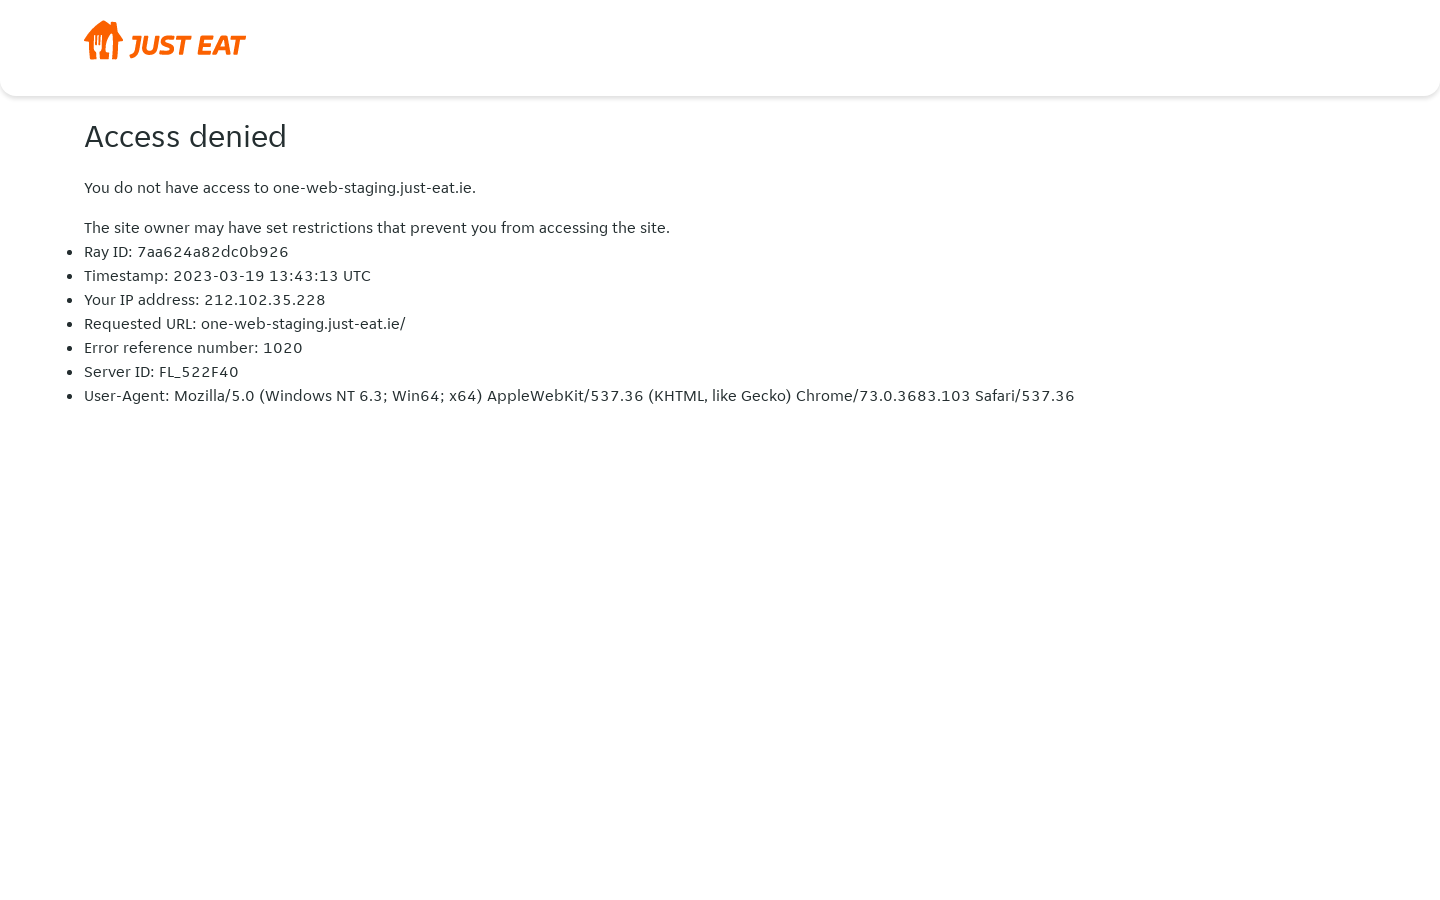 JUST EAT
Access denied
You do not have access to one-web-staging.just-eat.ie.
The site owner may have set restrictions that prevent you from accessing the site.
Ray ID: 7aa624a82dc0b926
Timestamp: 2023-03-19 13:43:13 UTC
Your IP address: 212.102.35.228
Requested URL: one-web-staging.just-eat.ie/
Error reference number: 1020
Server ID: FL_522F40
User-Agent: Mozilla/5.0 (Windows NT 6.3; Win64; x64) AppleWebKit/537.36 (KHTML, like Gecko) Chrome/73.0.3683.103 Safari/537.36